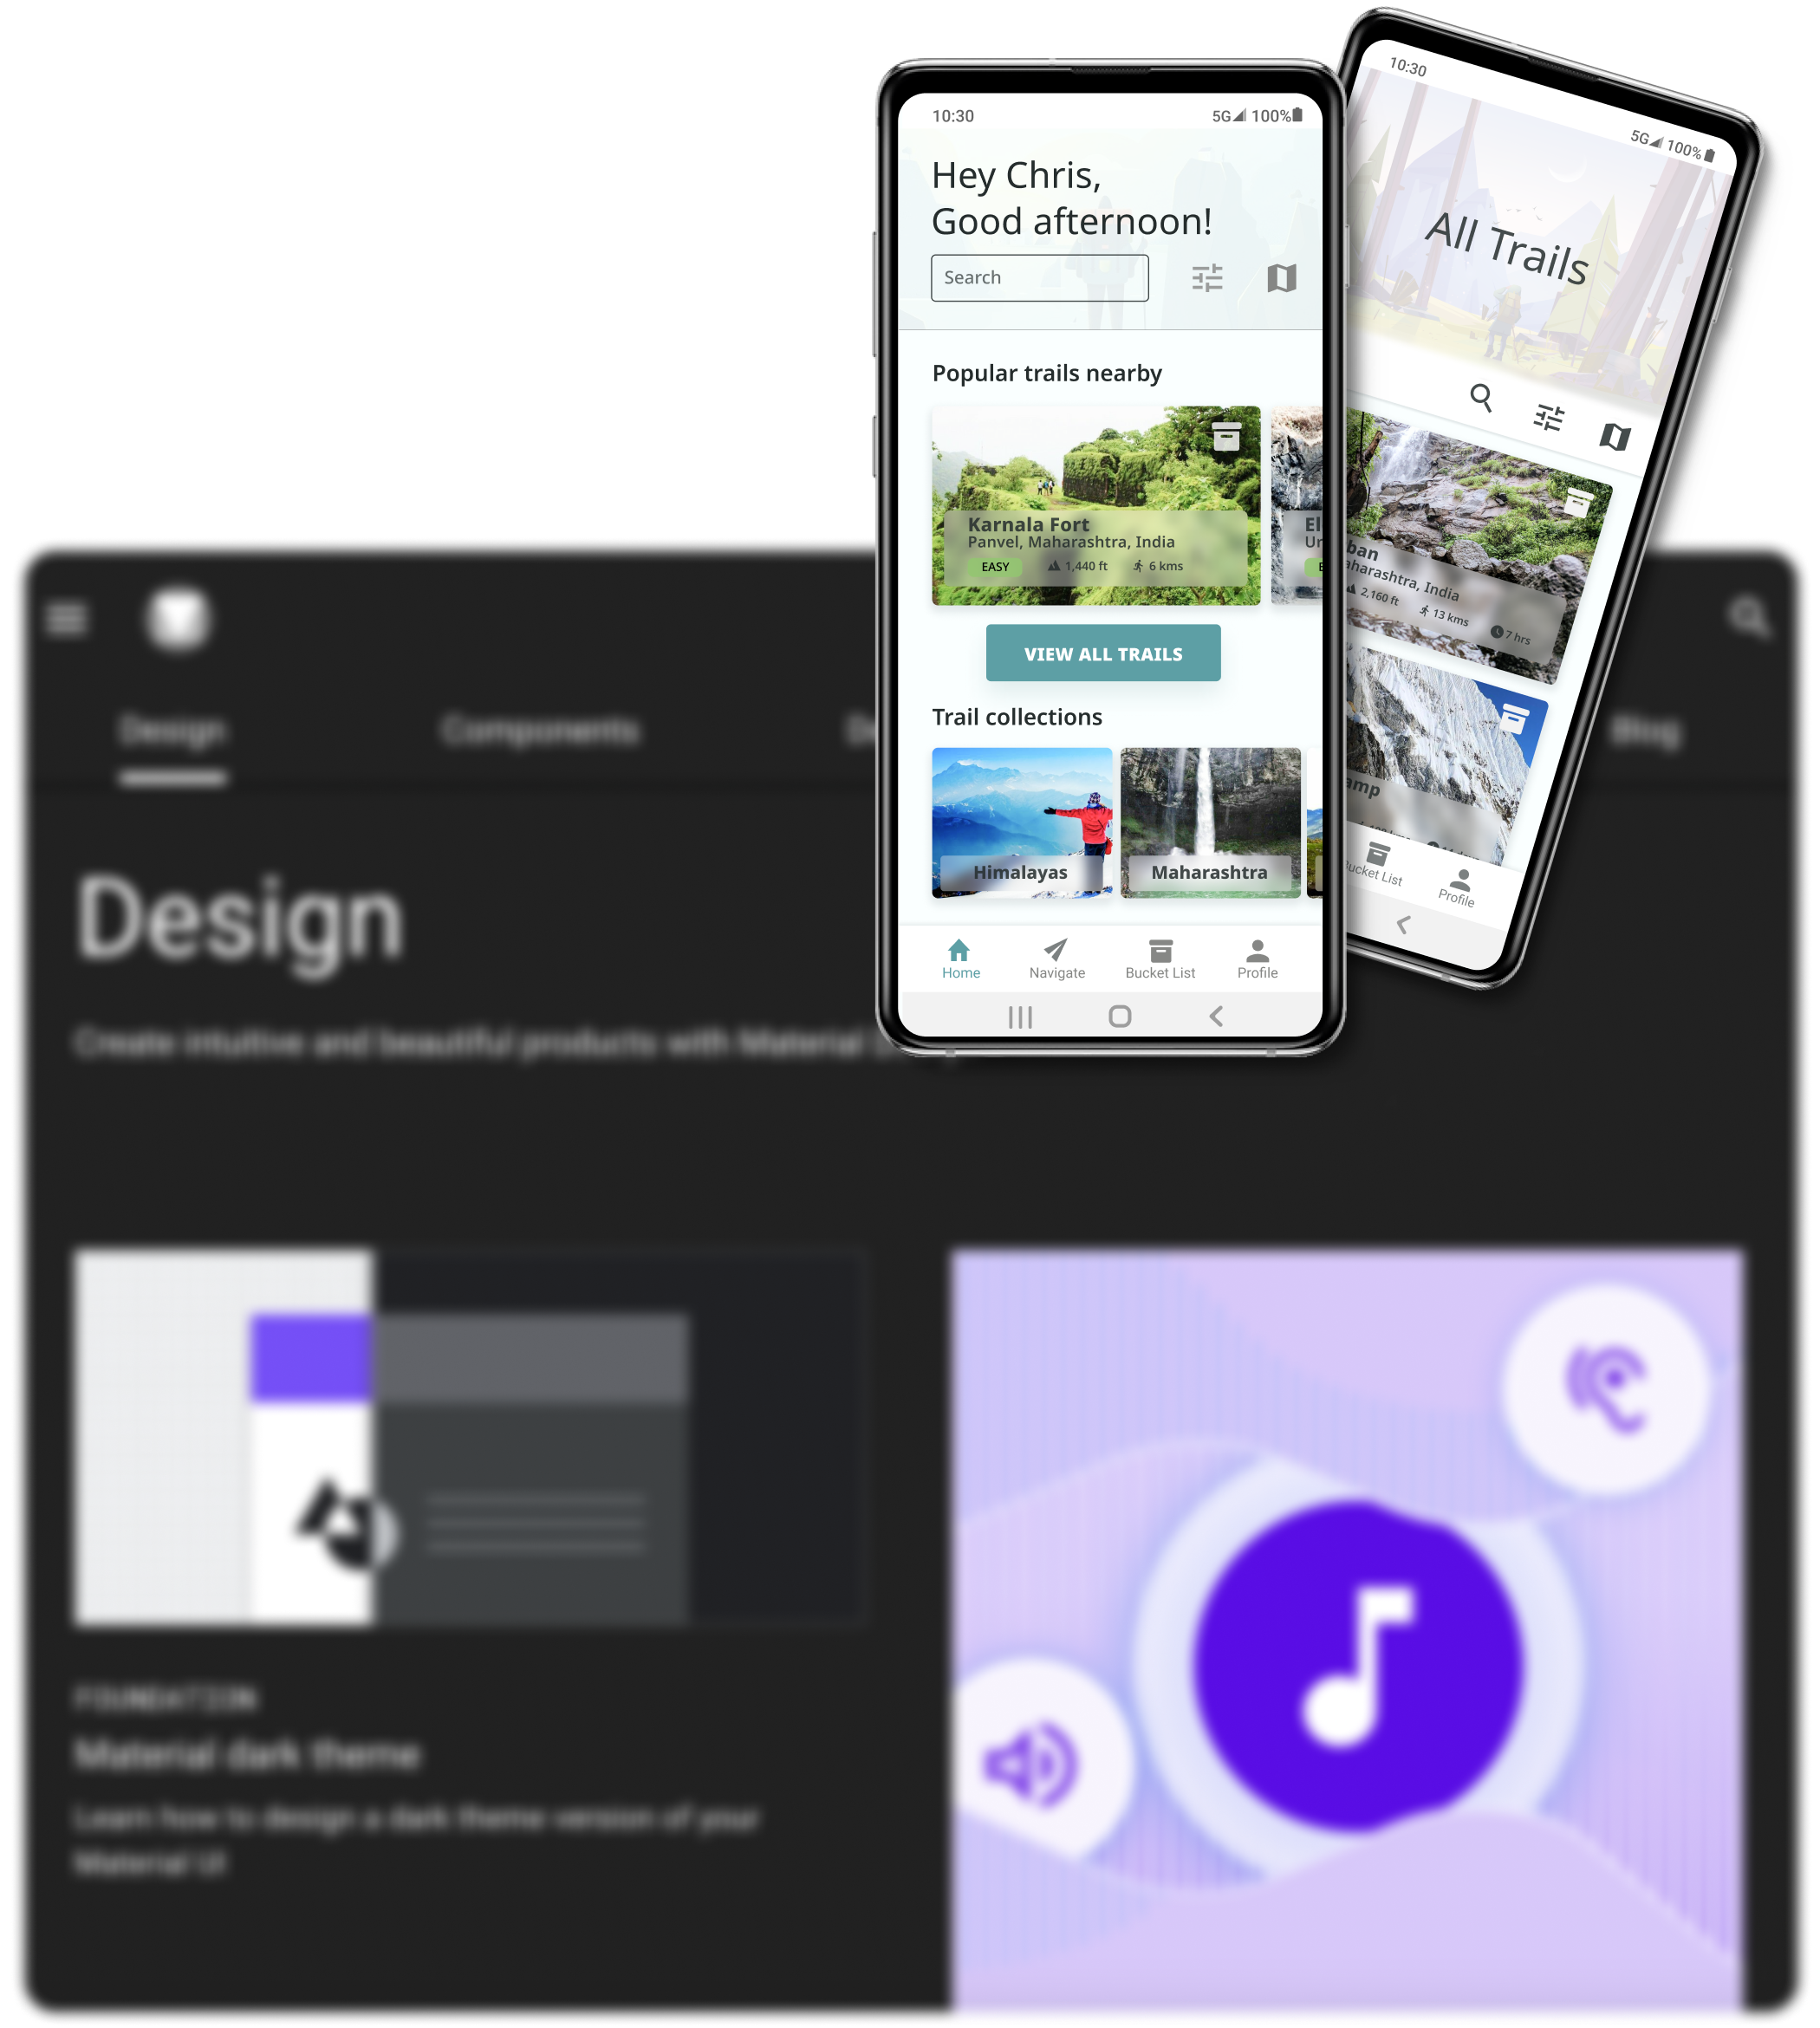 10:30
5G 100%
Hey Chris,
Good afternoon!
Search
Popular trails nearby
Karnala Fort
Panvel, Maharashtra, India
EASY 1,440 ft 6 kms
El
Ur
VIEW ALL TRAILS
Trail collections
Himalayas
Maharashtra
Home
Navigate
Bucket List
Profile
10:30
5G 100%
All Trails
ban
aharashtra, India
2,160 ft 13 kms 7 hrs
amp
ucket List
Profile
Design
Components
Blog
Design
Create intuitive and beautiful products with Material
FOUNDATION
Material dark theme
Learn how to design a dark theme version of your
Material UI